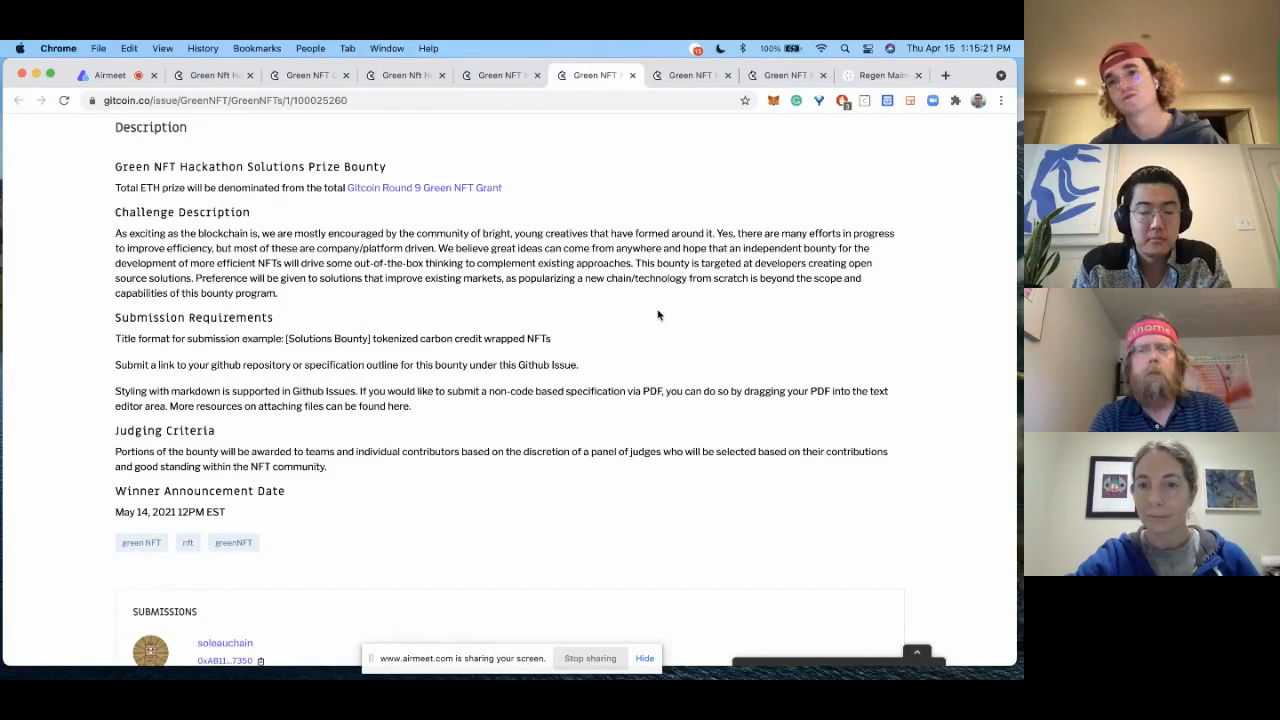 Chrome File Edit View History Bookmarks People Tab Window Help 100% Thu Apr 15 1:15:21 PM
Airmeet Green Nft H Green NFT C Green Nft H Green NFT H Green NFT H Green NFT H Green NFT H Regen Main
gitcoin.co/issue/GreenNFT/GreenNFTs/1/100025260
Description
Green NFT Hackathon Solutions Prize Bounty
Total ETH prize will be denominated from the total Gitcoin Round 9 Green NFT Grant
Challenge Description
As exciting as the blockchain is, we are mostly encouraged by the community of bright, young creatives that have formed around it. Yes, there are many efforts in progress
to improve efficiency, but most of these are company/platform driven. We believe great ideas can come from anywhere and hope that an independent bounty for the
development of more efficient NFTs will drive some out-of-the-box thinking to complement existing approaches. This bounty is targeted at developers creating open
source solutions. Preference will be given to solutions that improve existing markets, as popularizing a new chain/technology from scratch is beyond the scope and
capabilities of this bounty program.
Submission Requirements
Title format for submission example: [Solutions Bounty] tokenized carbon credit wrapped NFTs
Submit a link to your github repository or specification outline for this bounty under this Github Issue.
Styling with markdown is supported in Github Issues. If you would like to submit a non-code based specification via PDF, you can do so by dragging your PDF into the text
editor area. More resources on attaching files can be found here.
Judging Criteria
Portions of the bounty will be awarded to teams and individual contributors based on the discretion of a panel of judges who will be selected based on their contributions
and good standing within the NFT community.
Winner Announcement Date
May 14, 2021 12PM EST
green NFT nft greenNFT
SUBMISSIONS
soleauchain
0xAB11...7350
www.airmeet.com is sharing your screen. Stop sharing Hide